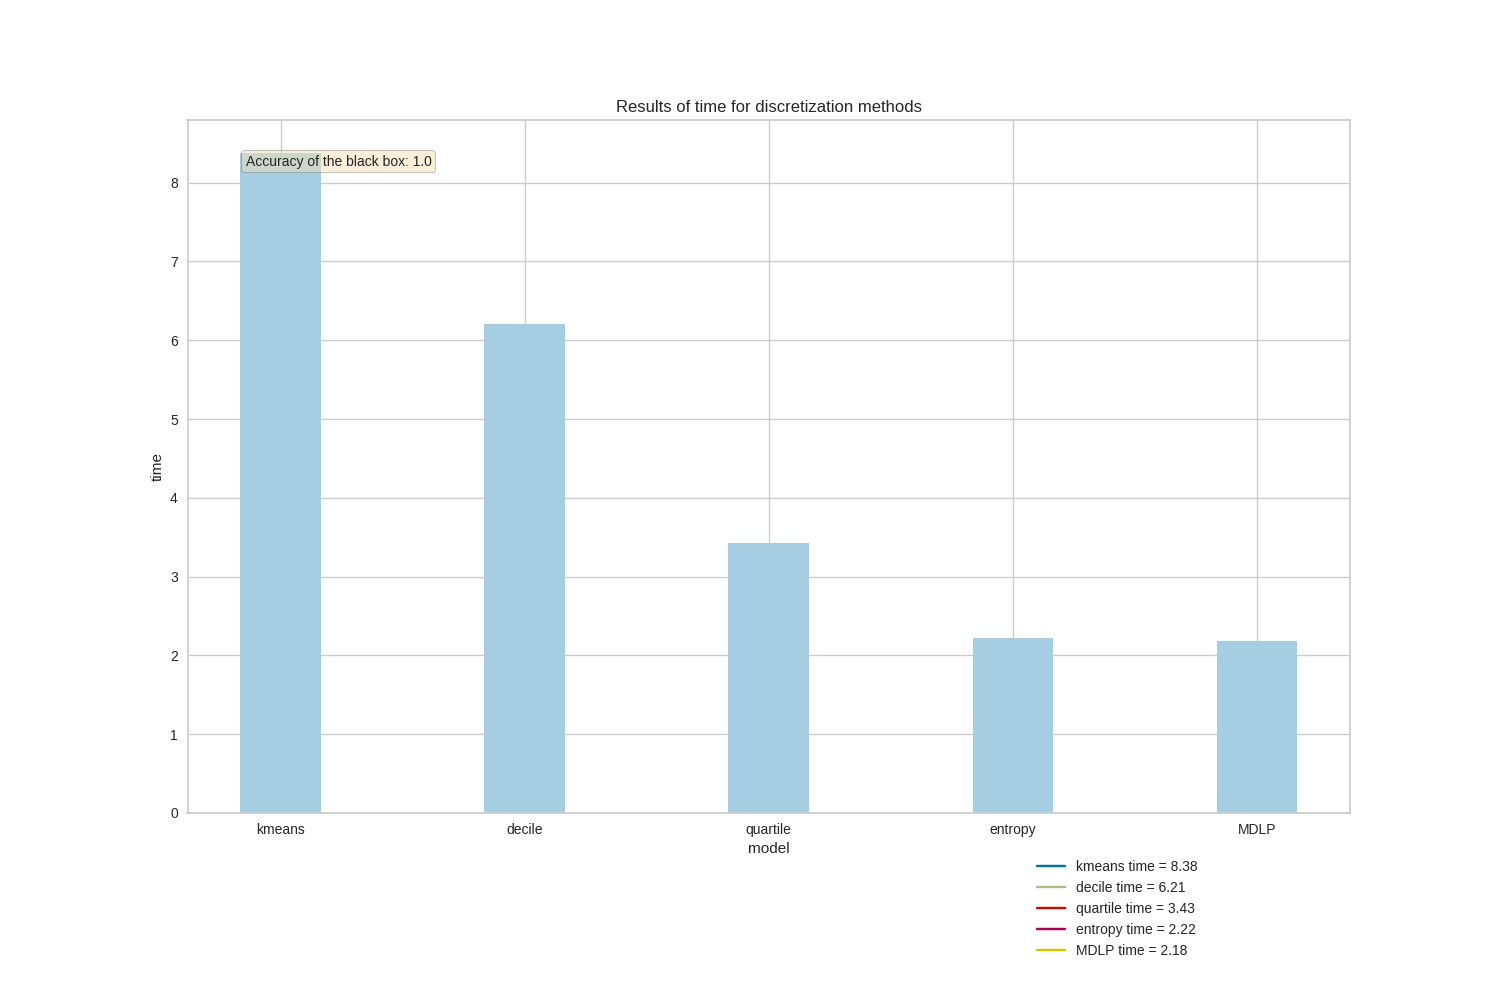 Results of time for discretization methods
Accuracy of the black box: 1.0
8
7
6
5
4
3
2
1
0
time
kmeans decile quartile entropy MDLP
model
kmeans time = 8.38
decile time = 6.21
quartile time = 3.43
entropy time = 2.22
MDLP time = 2.18